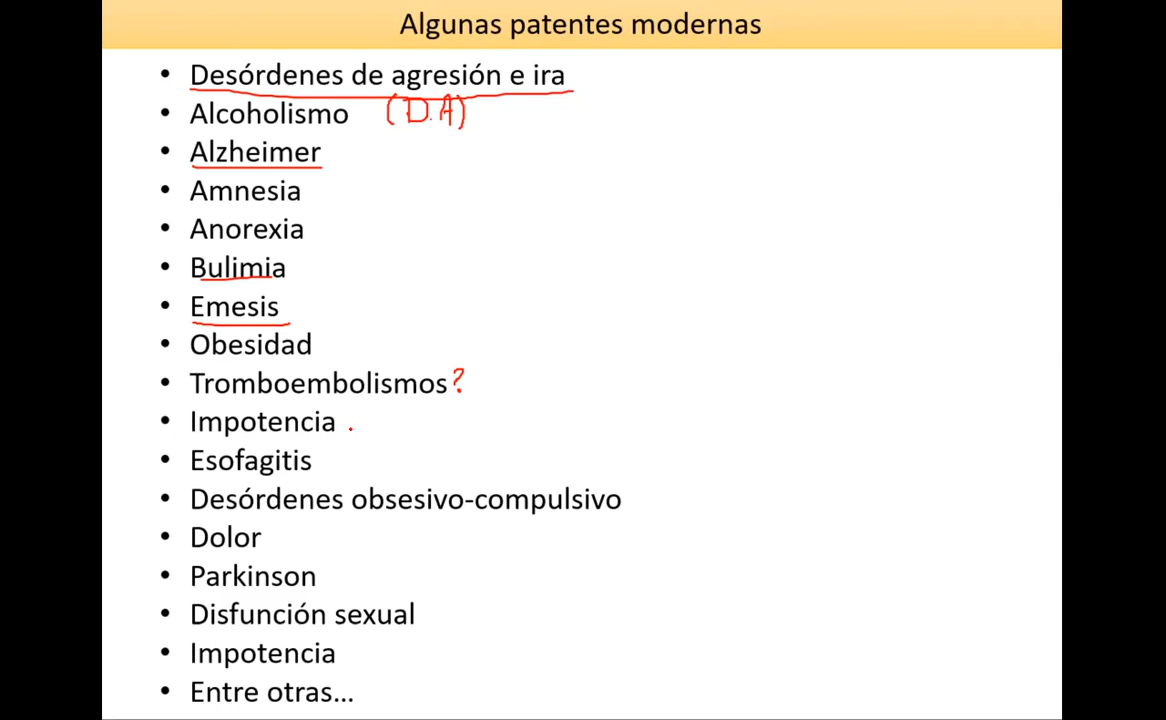 Algunas patentes modernas
• Desórdenes de agresión e ira
• Alcoholismo (D.A)
• Alzheimer
• Amnesia
• Anorexia
• Bulimia
• Emesis
• Obesidad
• Tromboembolismos?
• Impotencia .
• Esofagitis
• Desórdenes obsesivo-compulsivo
• Dolor
• Parkinson
• Disfunción sexual
• Impotencia
• Entre otras...